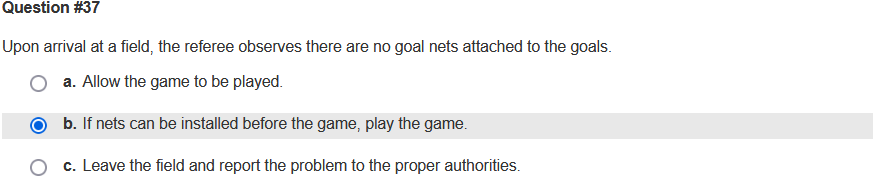 Question #37
Upon arrival at a field, the referee observes there are no goal nets attached to the goals.
a. Allow the game to be played.
b. If nets can be installed before the game, play the game.
c. Leave the field and report the problem to the proper authorities.